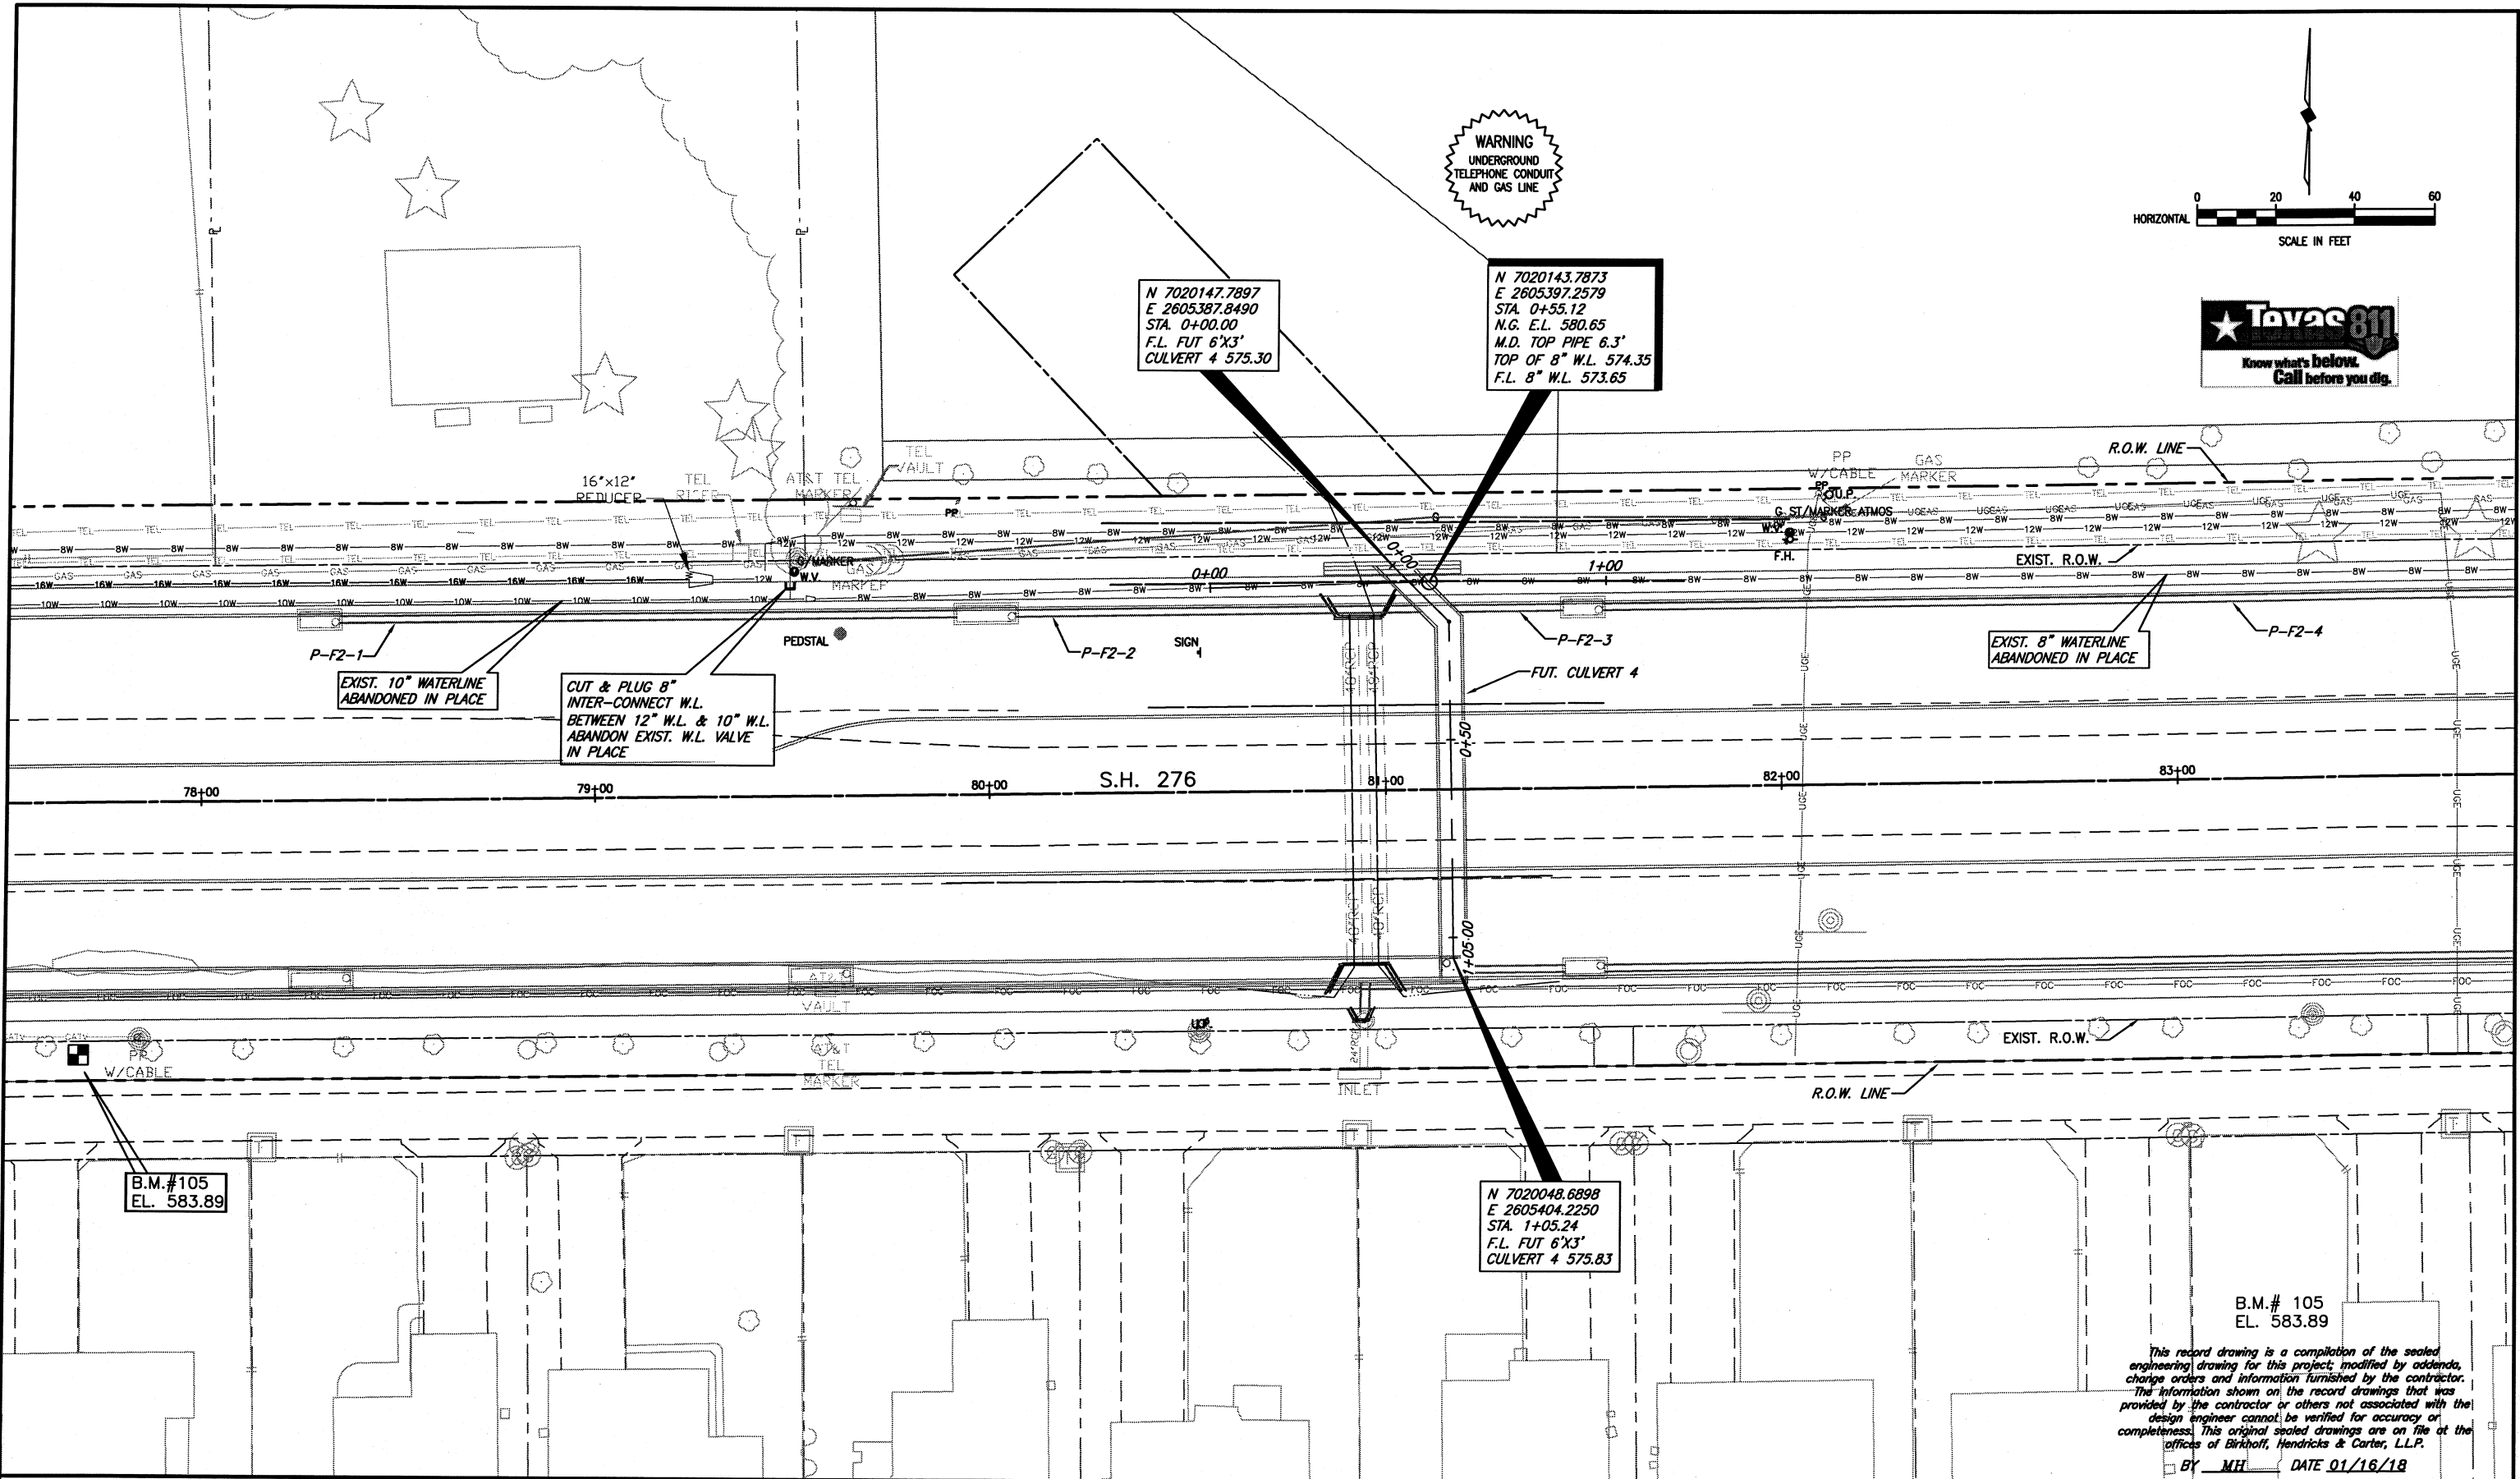 WARNING
UNDERGROUND
TELEPHONE CONDUIT
AND GAS LINE
0 20 40 60
HORIZONTAL
SCALE IN FEET
Texas 811
Know what's below.
Call before you dig.
N 7020147.7897
E 2605387.8490
STA. 0+00.00
F.L. FUT 6'X3'
CULVERT 4 575.30
N 7020143.7873
E 2605397.2579
STA. 0+55.12
N.G. E.L. 580.65
M.D. TOP PIPE 6.3'
TOP OF 8" W.L. 574.35
F.L. 8" W.L. 573.65
PL
PL
R.O.W. LINE
16"x12"
REDUCER
TEL
RISER
AT&T TEL
MARKER
TEL
VAULT
PP
W/CABLE
GAS
MARKER
PP
PP
U.P.
G. ST/MARKER ATMOS
W.V.
F.H.
G/MARKER
W.V.
GAS
MARKER
EXIST. R.O.W.
0+00
0+00
1+00
P-F2-1
P-F2-2
P-F2-3
P-F2-4
PEDSTAL
SIGN
EXIST. 10" WATERLINE
ABANDONED IN PLACE
CUT & PLUG 8"
INTER-CONNECT W.L.
BETWEEN 12" W.L. & 10" W.L.
ABANDON EXIST. W.L. VALVE
IN PLACE
EXIST. 8" WATERLINE
ABANDONED IN PLACE
FUT. CULVERT 4
0+50
S.H. 276
78+00
79+00
80+00
81+00
82+00
83+00
1+05.00
AT&T
VAULT
PP
W/CABLE
AT&T
TEL
MARKER
INLET
EXIST. R.O.W.
R.O.W. LINE
B.M.#105
EL. 583.89
N 7020048.6898
E 2605404.2250
STA. 1+05.24
F.L. FUT 6'X3'
CULVERT 4 575.83
B.M.# 105
EL. 583.89
This record drawing is a compilation of the sealed
engineering drawing for this project; modified by addenda,
change orders and information furnished by the contractor.
The information shown on the record drawings that was
provided by the contractor or others not associated with the
design engineer cannot be verified for accuracy or
completeness. This original sealed drawings are on file at the
offices of Birkhoff, Hendricks & Carter, L.L.P.
BY MH DATE 01/16/18